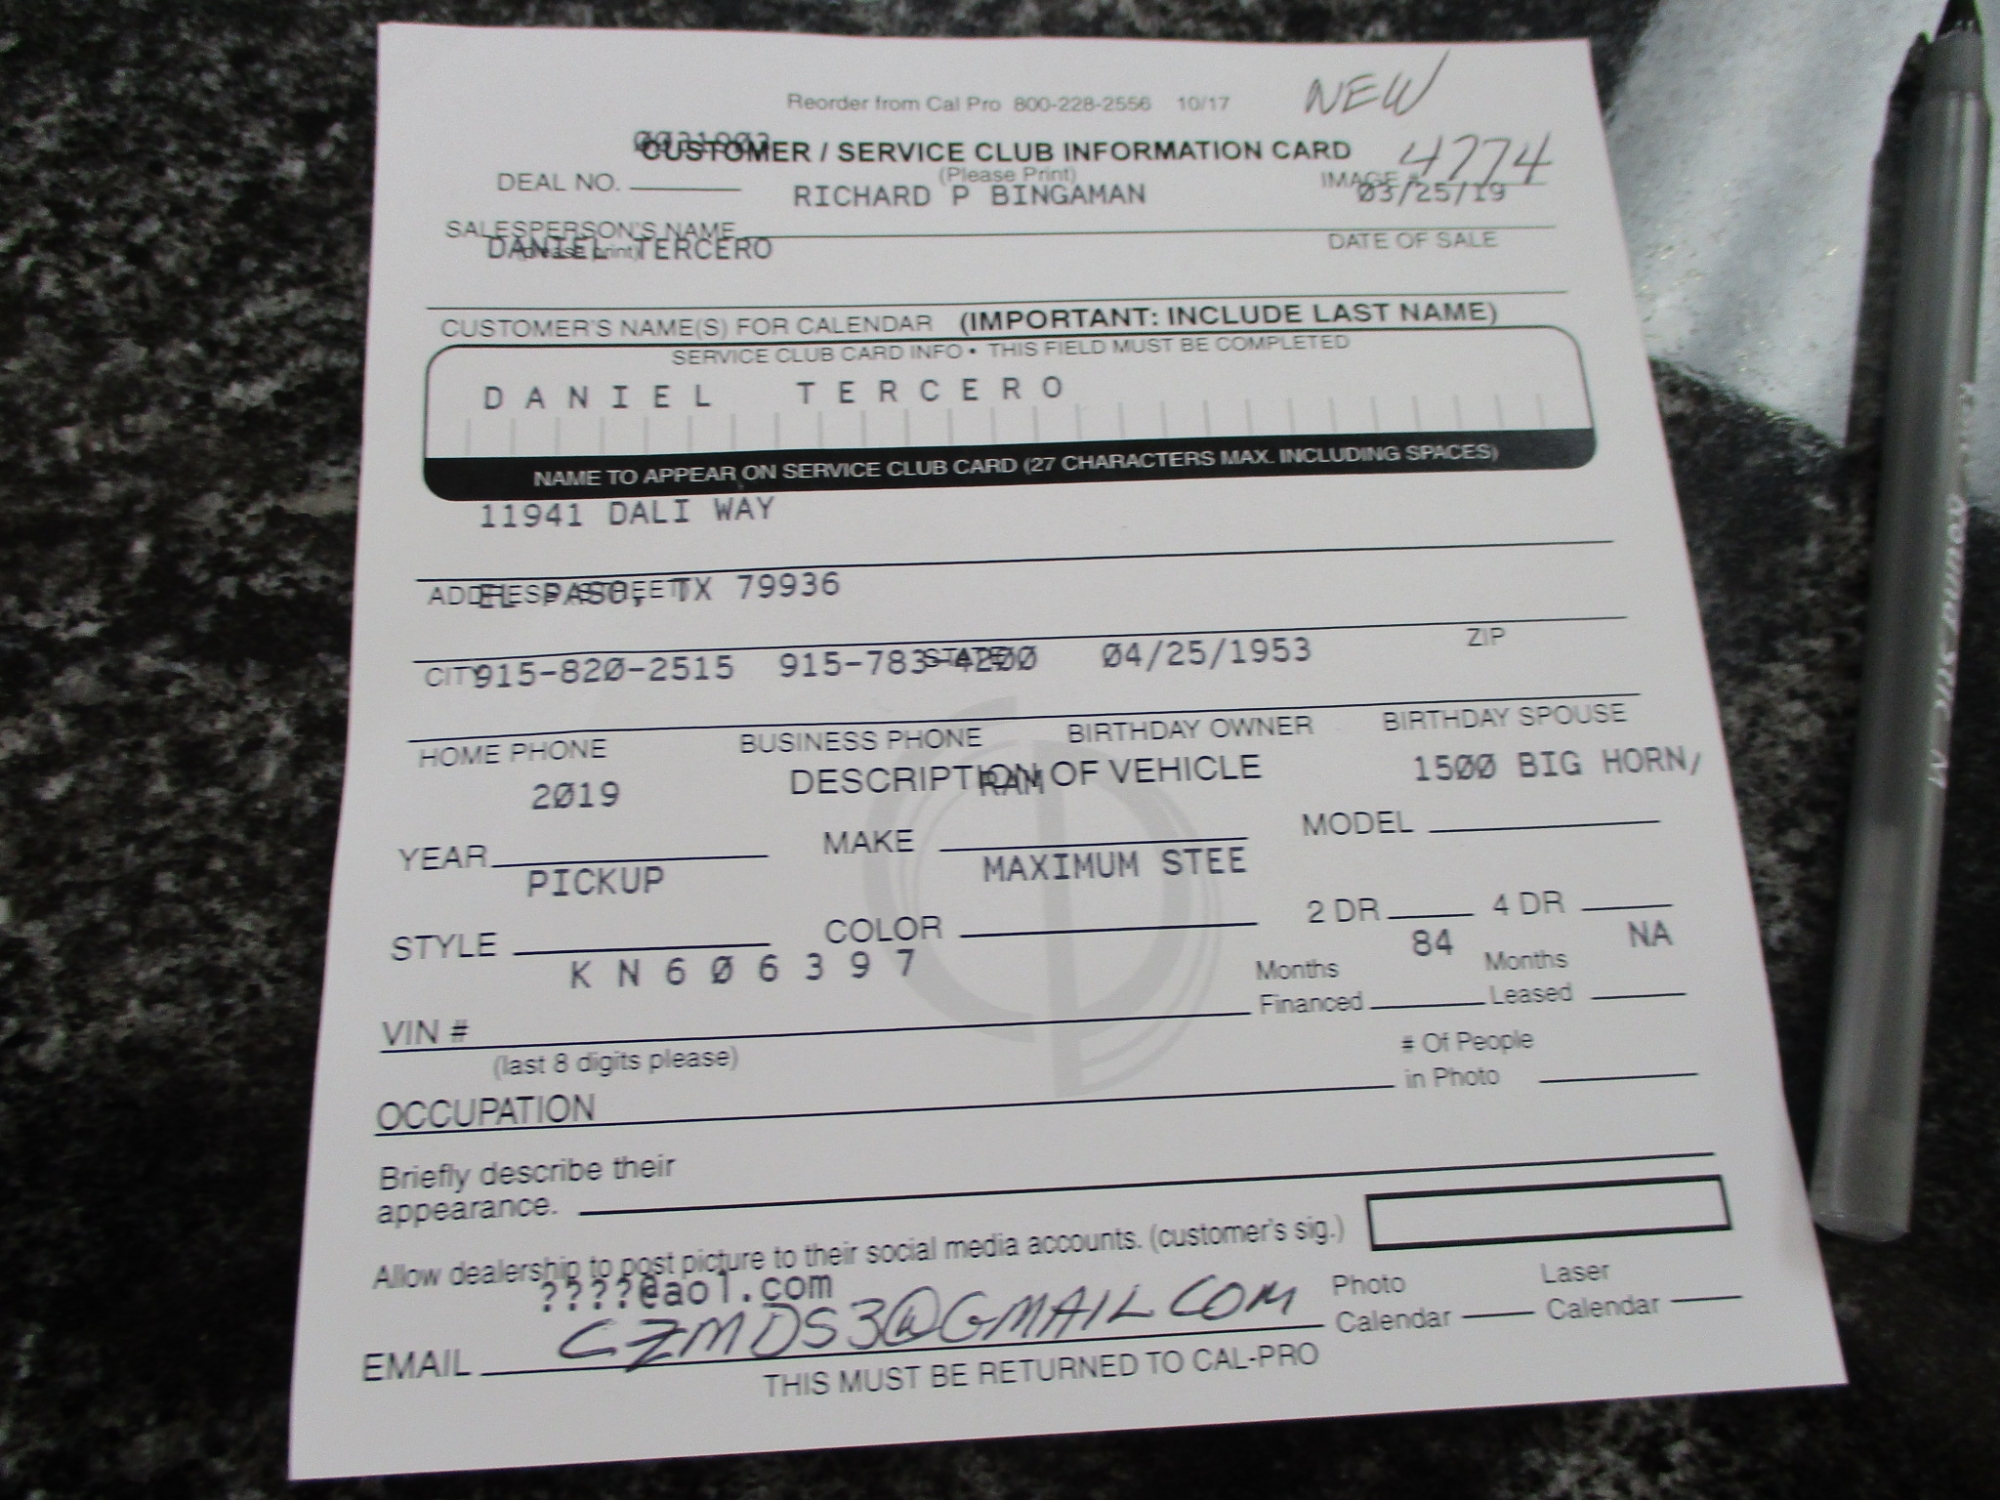 Reorder from Cal Pro 800-228-2556 10/17 NEW
CUSTOMER / SERVICE CLUB INFORMATION CARD
(Please Print)
DEAL NO. RICHARD P BINGAMAN IMAGE # 4774
03/25/19
SALESPERSON'S NAME
(please print) DANIEL TERCERO DATE OF SALE
CUSTOMER'S NAME(S) FOR CALENDAR (IMPORTANT: INCLUDE LAST NAME)
SERVICE CLUB CARD INFO • THIS FIELD MUST BE COMPLETED
DANIEL TERCERO
NAME TO APPEAR ON SERVICE CLUB CARD (27 CHARACTERS MAX. INCLUDING SPACES)
11941 DALI WAY
ADDRESS
EL PASO, TX 79936
CITY STATE ZIP
915-820-2515 915-783-4200 04/25/1953
HOME PHONE BUSINESS PHONE BIRTHDAY OWNER BIRTHDAY SPOUSE
DESCRIPTION OF VEHICLE
2019 RAM 1500 BIG HORN/
YEAR MAKE MODEL
PICKUP MAXIMUM STEE
STYLE COLOR 2 DR 4 DR
KN606397 84 NA
VIN # Months Financed Months Leased
(last 8 digits please)
# Of People in Photo
OCCUPATION
Briefly describe their
appearance.
Allow dealership to post picture to their social media accounts. (customer's sig.)
????@aol.com
EMAIL CZMDS3@GMAIL COM Photo Calendar Laser Calendar
THIS MUST BE RETURNED TO CAL-PRO